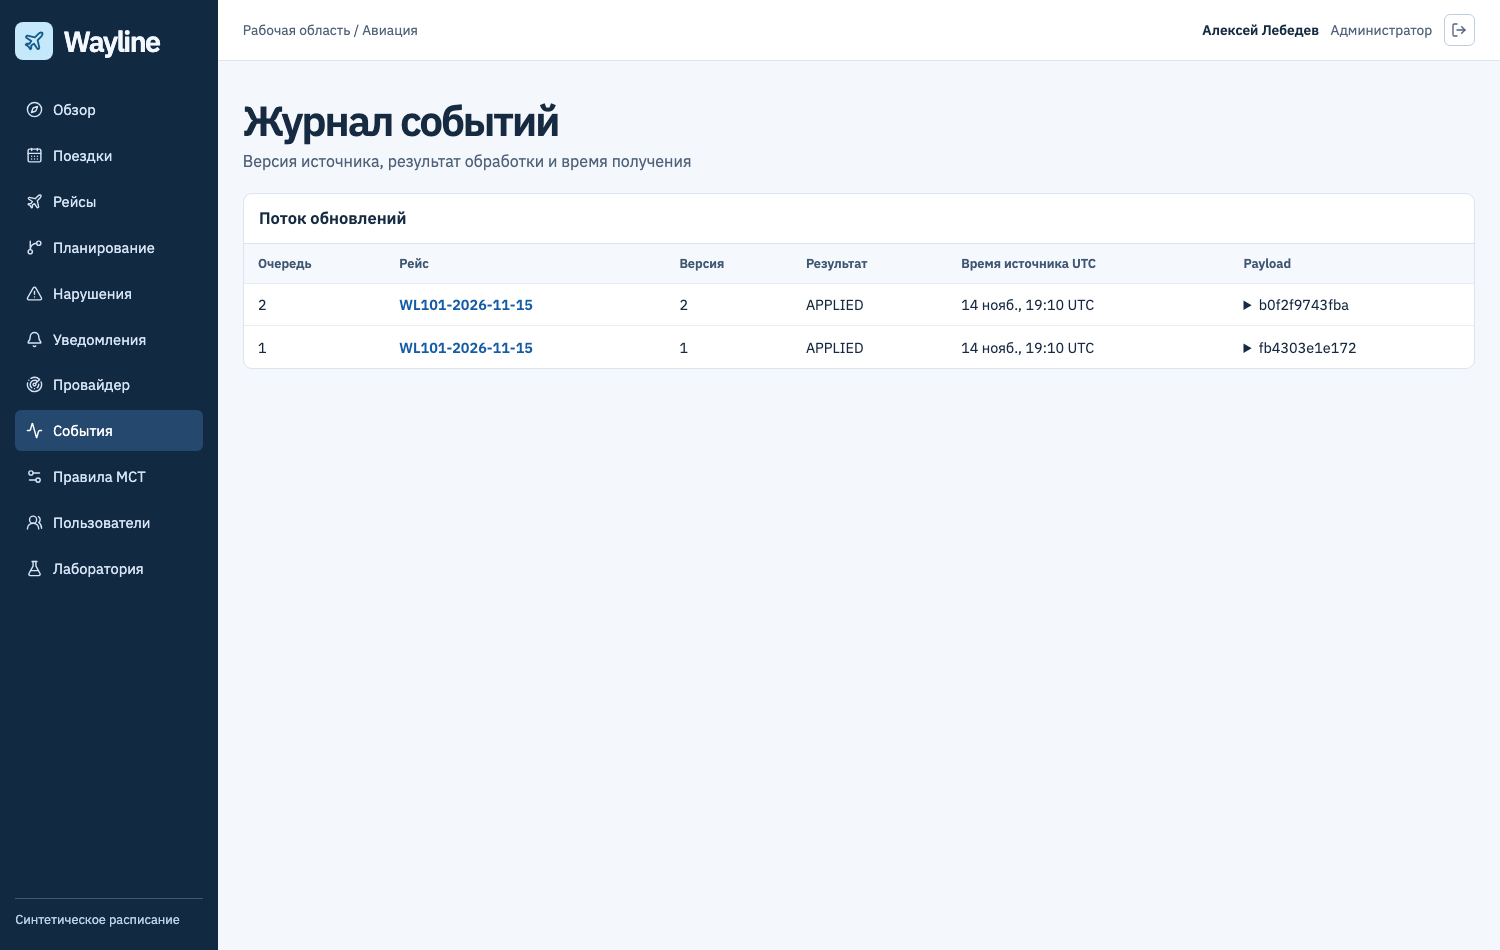 Wayline
Обзор
Поездки
Рейсы
Планирование
Нарушения
Уведомления
Провайдер
События
Правила MCT
Пользователи
Лаборатория
Синтетическое расписание
Рабочая область / Авиация
Алексей Лебедев Администратор
Журнал событий
Версия источника, результат обработки и время получения
Поток обновлений
Очередь Рейс Версия Результат Время источника UTC Payload
2 WL101-2026-11-15 2 APPLIED 14 нояб., 19:10 UTC b0f2f9743fba
1 WL101-2026-11-15 1 APPLIED 14 нояб., 19:10 UTC fb4303e1e172